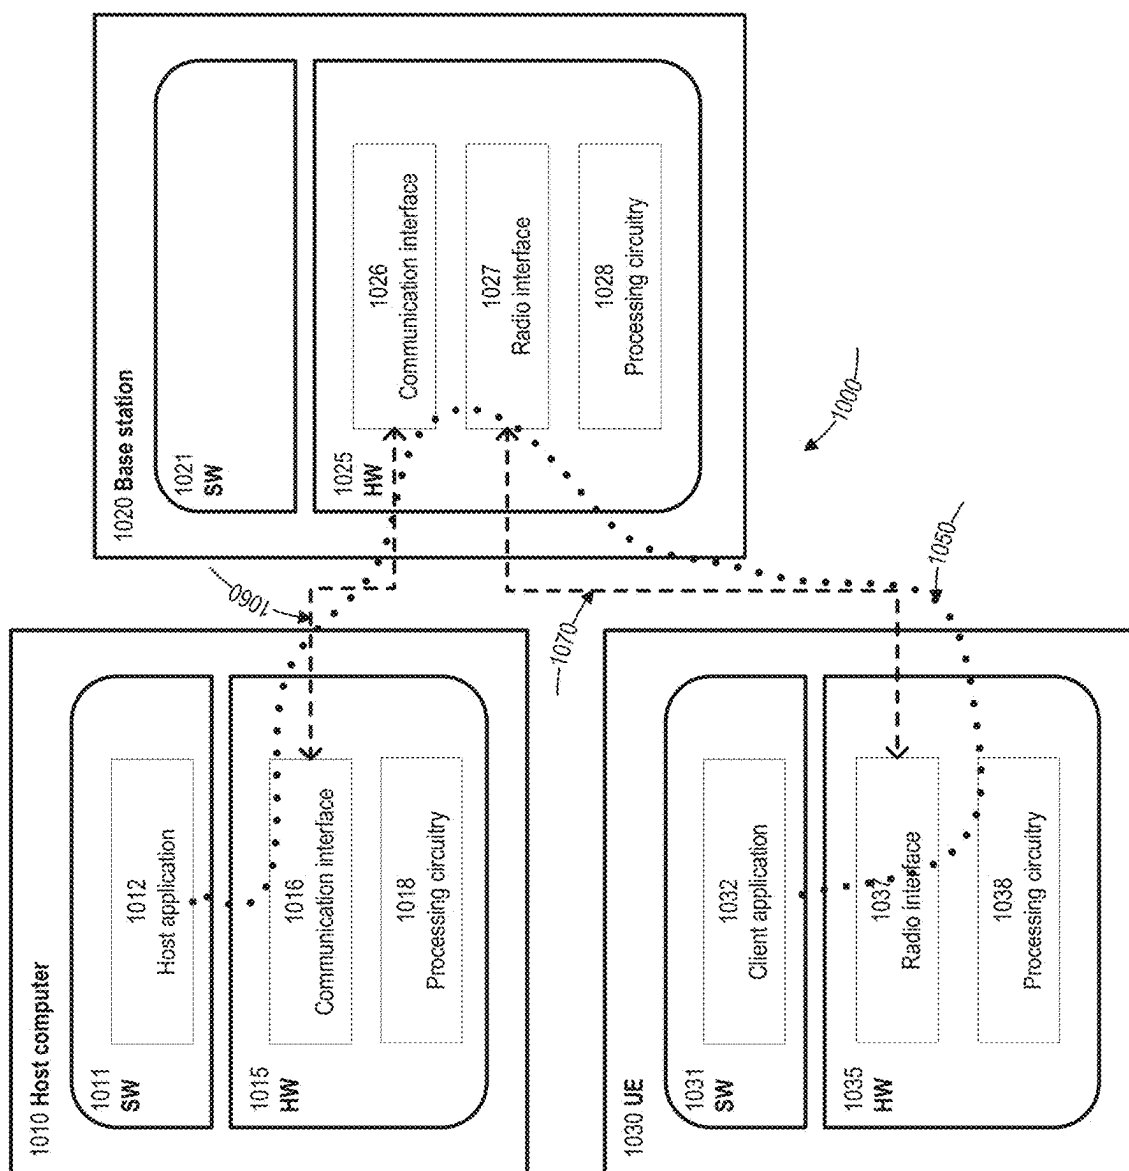 1010 Host computer
1011
SW
1012
Host application
1015
HW
1016
Communication interface
1018
Processing circuitry
1060
1020 Base station
1021
SW
1025
HW
1026
Communication interface
1027
Radio interface
1028
Processing circuitry
1070
1000
1050
1030 UE
1031
SW
1032
Client application
1035
HW
1037
Radio interface
1038
Processing circuitry